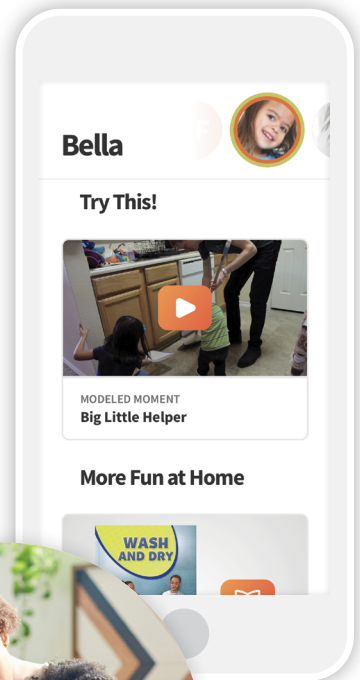 Bella
Try This!
MODELED MOMENT
Big Little Helper
More Fun at Home
WASH
AND DRY